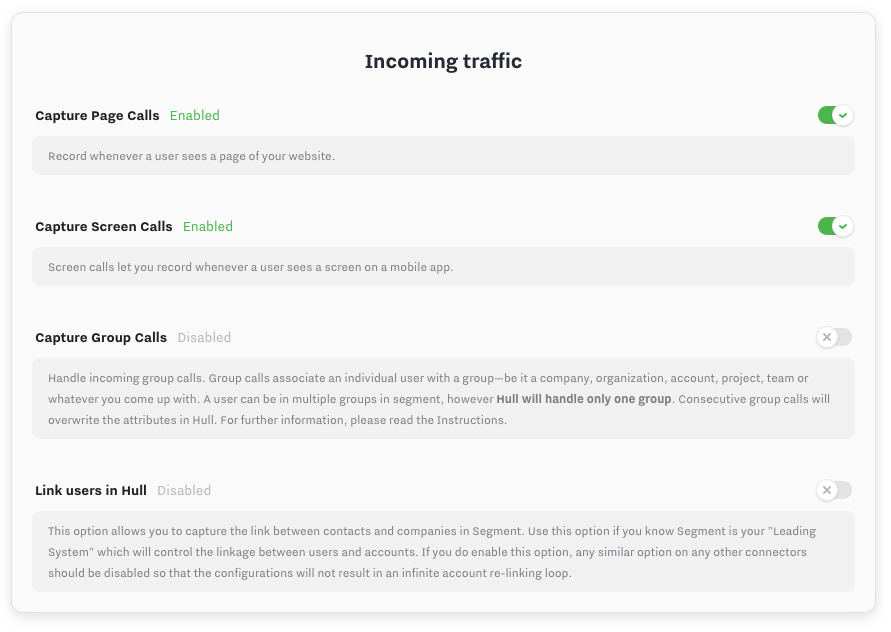 Incoming traffic
Capture Page Calls Enabled
Record whenever a user sees a page of your website.
Capture Screen Calls Enabled
Screen calls let you record whenever a user sees a screen on a mobile app.
Capture Group Calls Disabled
Handle incoming group calls. Group calls associate an individual user with a group—be it a company, organization, account, project, team or
whatever you come up with. A user can be in multiple groups in segment, however Hull will handle only one group. Consecutive group calls will
overwrite the attributes in Hull. For further information, please read the Instructions.
Link users in Hull Disabled
This option allows you to capture the link between contacts and companies in Segment. Use this option if you know Segment is your "Leading
System" which will control the linkage between users and accounts. If you do enable this option, any similar option on any other connectors
should be disabled so that the configurations will not result in an infinite account re-linking loop.